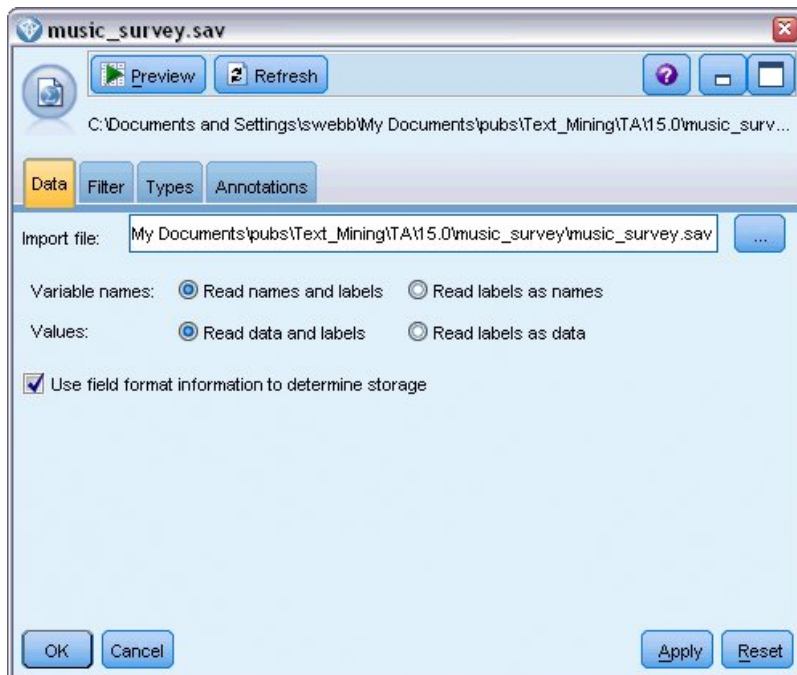 music_survey.sav
Preview Refresh
C:\Documents and Settings\swebb\My Documents\pubs\Text_Mining\TA\15.0\music_surv...
Data Filter Types Annotations
Import file: My Documents\pubs\Text_Mining\TA\15.0\music_survey\music_survey.sav ...
Variable names: Read names and labels Read labels as names
Values: Read data and labels Read labels as data
Use field format information to determine storage
OK Cancel Apply Reset